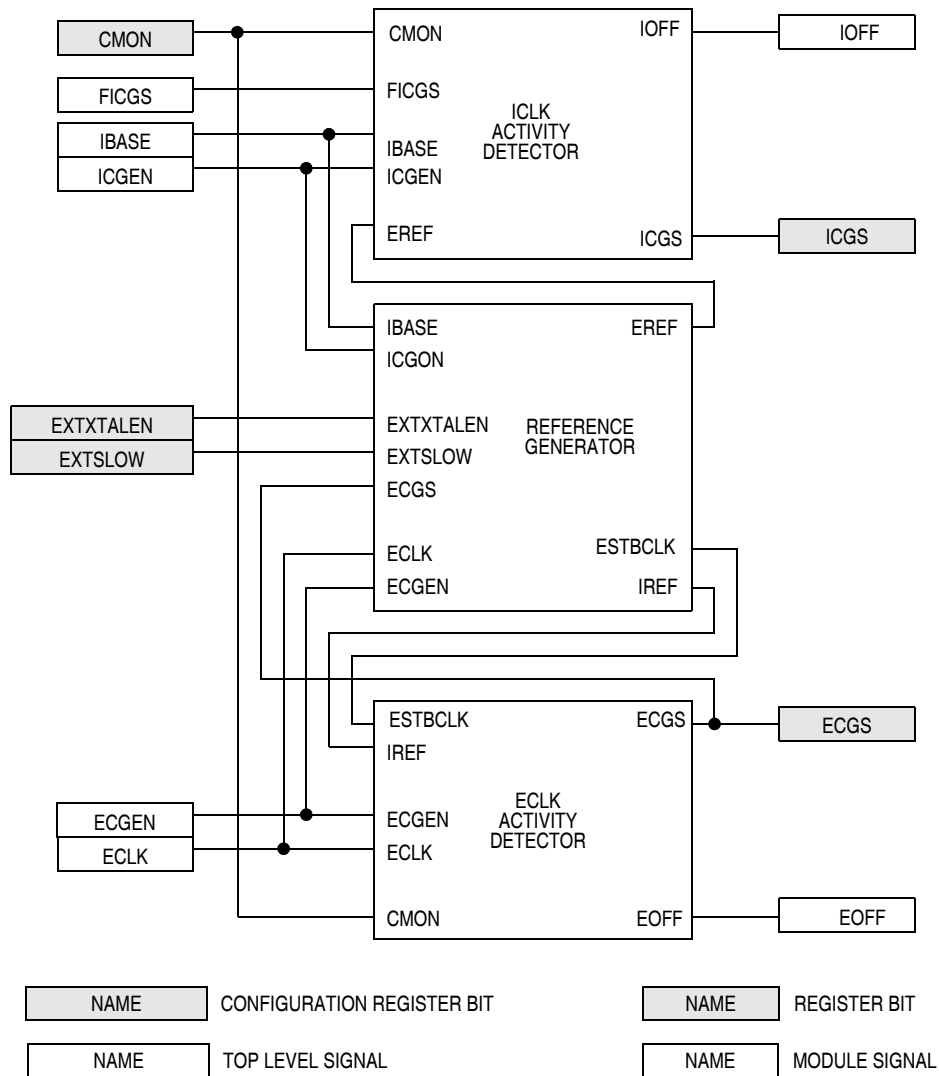 CMON
CMON
IOFF
IOFF
FICGS
FICGS
ICLK
ACTIVITY
DETECTOR
IBASE
IBASE
ICGEN
ICGEN
EREF
ICGS
ICGS
IBASE
EREF
ICGON
EXTXTALEN
EXTXTALEN
REFERENCE
GENERATOR
EXTSLOW
EXTSLOW
ECGS
ECLK
ESTBCLK
ECGEN
IREF
ESTBCLK
ECGS
ECGS
IREF
ECLK
ACTIVITY
DETECTOR
ECGEN
ECGEN
ECLK
ECLK
CMON
EOFF
EOFF
NAME CONFIGURATION REGISTER BIT
NAME REGISTER BIT
NAME TOP LEVEL SIGNAL
NAME MODULE SIGNAL